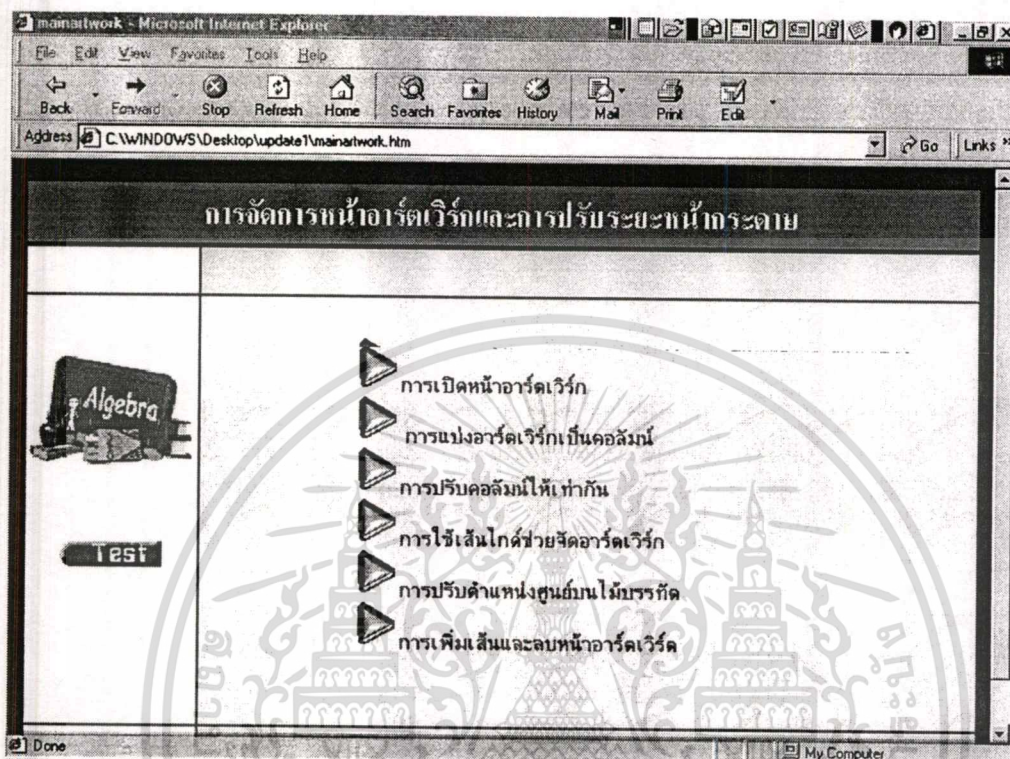 mainartwork - Microsoft Internet Explorer
File Edit View Favorites Tools Help
Back Forward Stop Refresh Home Search Favorites History Mail Print Edit
Address C:\WINDOWS\Desktop\update1\mainartwork.htm Go Links
การจัดการหน้าอาร์ตเวิร์กและการปรับระยะหน้ากระดาษ
Algebra
การเปิดหน้าอาร์ตเวิร์ก
การแบ่งอาร์ตเวิร์กเป็นคอลัมน์
การปรับคอลัมน์ให้เท่ากัน
การใช้เส้นไกด์ช่วยจัดอาร์ตเวิร์ก
Test
การปรับตำแหน่งศูนย์บนไม้บรรทัด
การเพิ่มเส้นและลบหน้าอาร์ตเวิร์ด
Done
My Computer